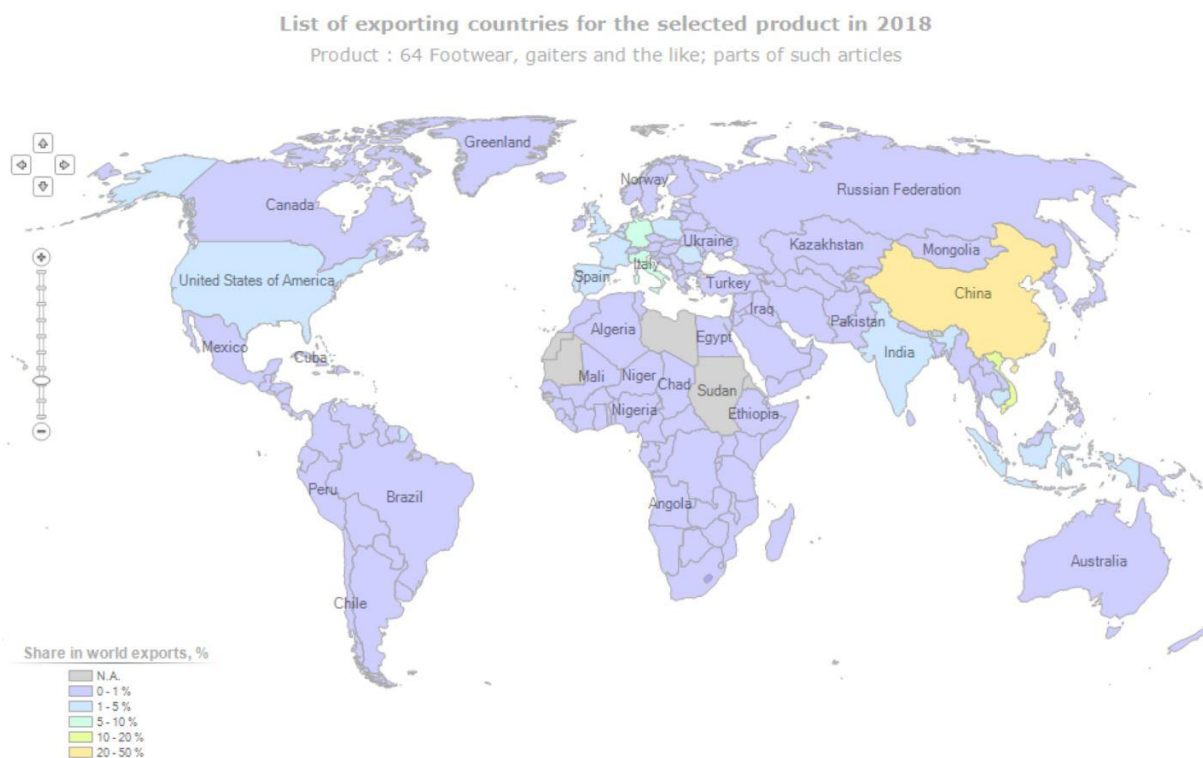 List of exporting countries for the selected product in 2018
Product : 64 Footwear, gaiters and the like; parts of such articles
Greenland
Norway
Russian Federation
Canada
Ukraine
Kazakhstan
Mongolia
Italy
United States of America
Spain
Turkey
China
Iraq
Pakistan
Algeria
Egypt
Mexico
Cuba
India
Mali
Niger
Chad
Sudan
Nigeria
Ethiopia
Peru
Brazil
Angola
Australia
Chile
Share in world exports, %
N.A.
0 - 1 %
1 - 5 %
5 - 10 %
10 - 20 %
20 - 50 %